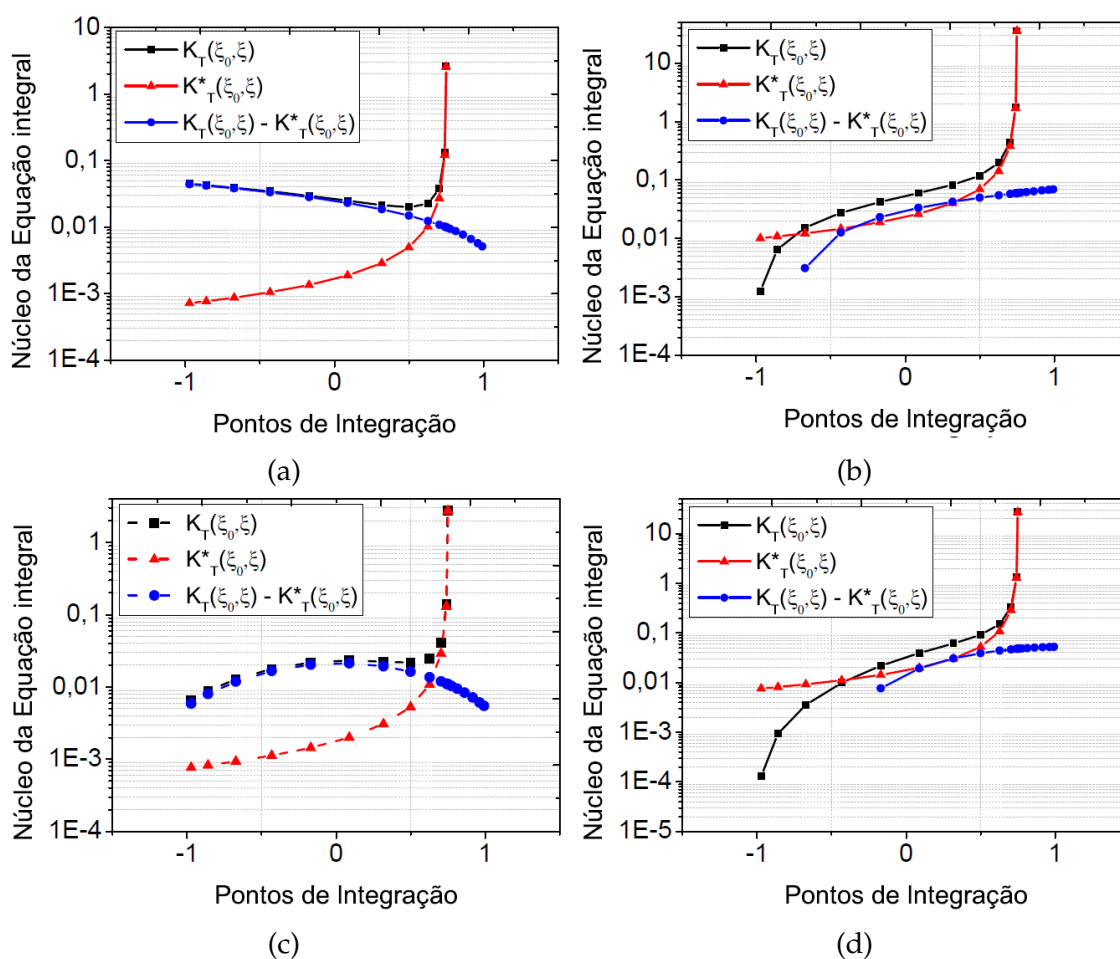 Núcleo da Equação integral
10
1
0,1
0,01
1E-3
1E-4
K_T(ξ_0,ξ)
K*_T(ξ_0,ξ)
K_T(ξ_0,ξ) - K*_T(ξ_0,ξ)
-1 0 1
Pontos de Integração
(a)
Núcleo da Equação integral
10
1
0,1
0,01
1E-3
1E-4
K_T(ξ_0,ξ)
K*_T(ξ_0,ξ)
K_T(ξ_0,ξ) - K*_T(ξ_0,ξ)
-1 0 1
Pontos de Integração
(b)
Núcleo da Equação integral
1
0,1
0,01
1E-3
1E-4
K_T(ξ_0,ξ)
K*_T(ξ_0,ξ)
K_T(ξ_0,ξ) - K*_T(ξ_0,ξ)
-1 0 1
Pontos de Integração
(c)
Núcleo da Equação integral
10
1
0,1
0,01
1E-3
1E-4
1E-5
K_T(ξ_0,ξ)
K*_T(ξ_0,ξ)
K_T(ξ_0,ξ) - K*_T(ξ_0,ξ)
-1 0 1
Pontos de Integração
(d)